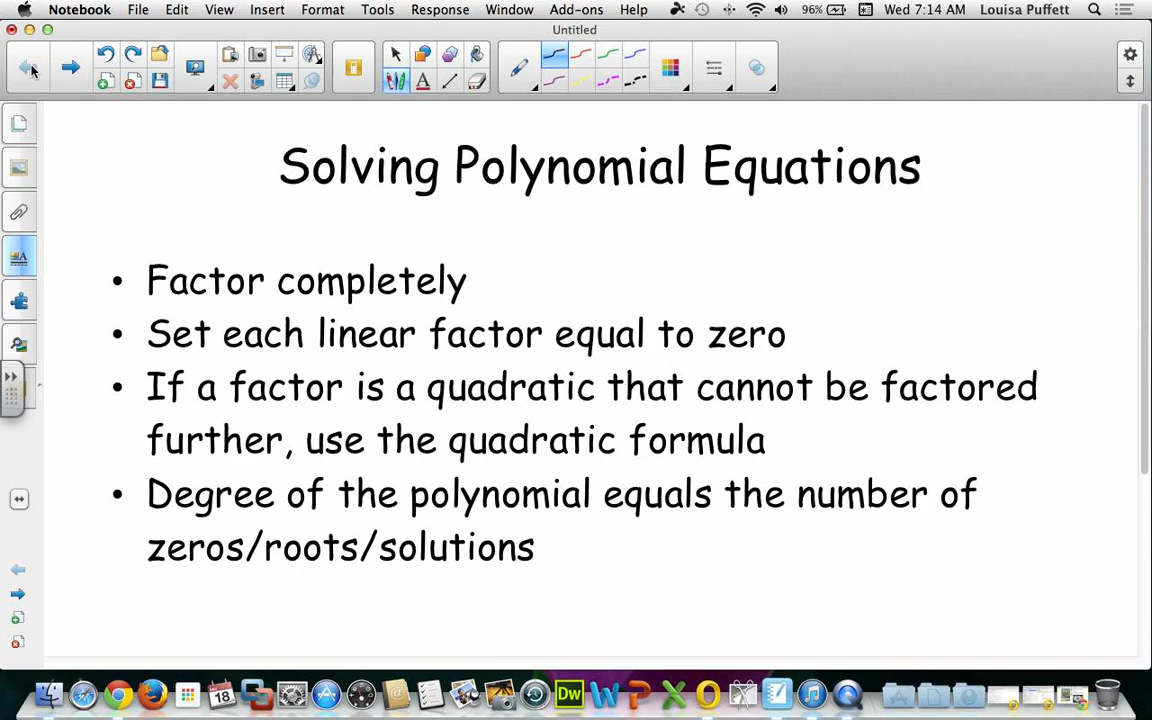 Notebook File Edit View Insert Format Tools Response Window Add-ons Help 96% Wed 7:14 AM Louisa Puffett
Untitled
Solving Polynomial Equations
• Factor completely
• Set each linear factor equal to zero
• If a factor is a quadratic that cannot be factored
further, use the quadratic formula
• Degree of the polynomial equals the number of
zeros/roots/solutions
18 Dw